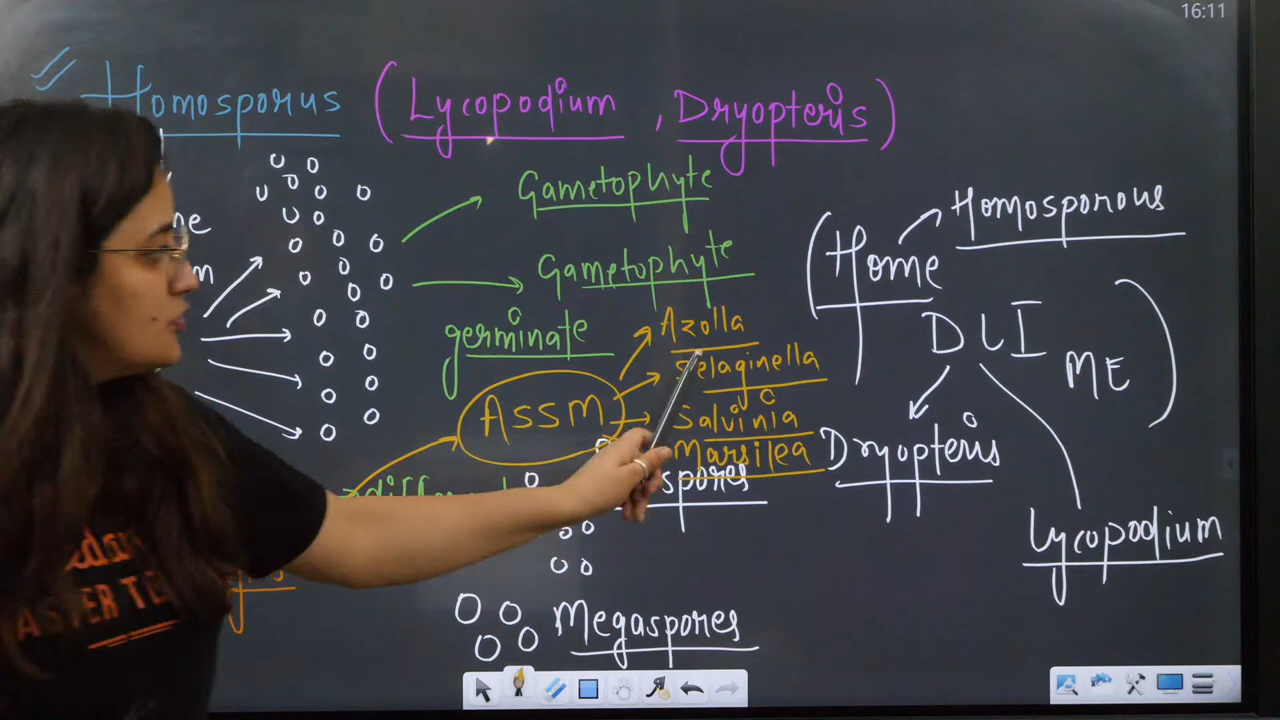 16:11
Homosporus (Lycopodium, Dryopteris)
Gametophyte
Gametophyte
germinate
ASSM
Azolla
Selaginella
Salvinia
Marsilea
spores
Megaspores
(Home
Homosporous
DLI
ME)
Dryopteris
Lycopodium